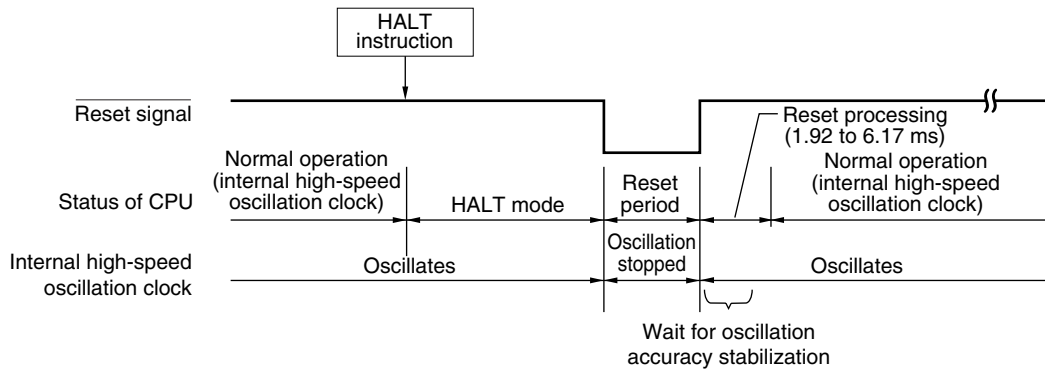 HALT
instruction
Reset signal
Reset processing
(1.92 to 6.17 ms)
Status of CPU
Normal operation
(internal high-speed
oscillation clock)
HALT mode
Reset
period
Normal operation
(internal high-speed
oscillation clock)
Internal high-speed
oscillation clock
Oscillates
Oscillation
stopped
Oscillates
Wait for oscillation
accuracy stabilization